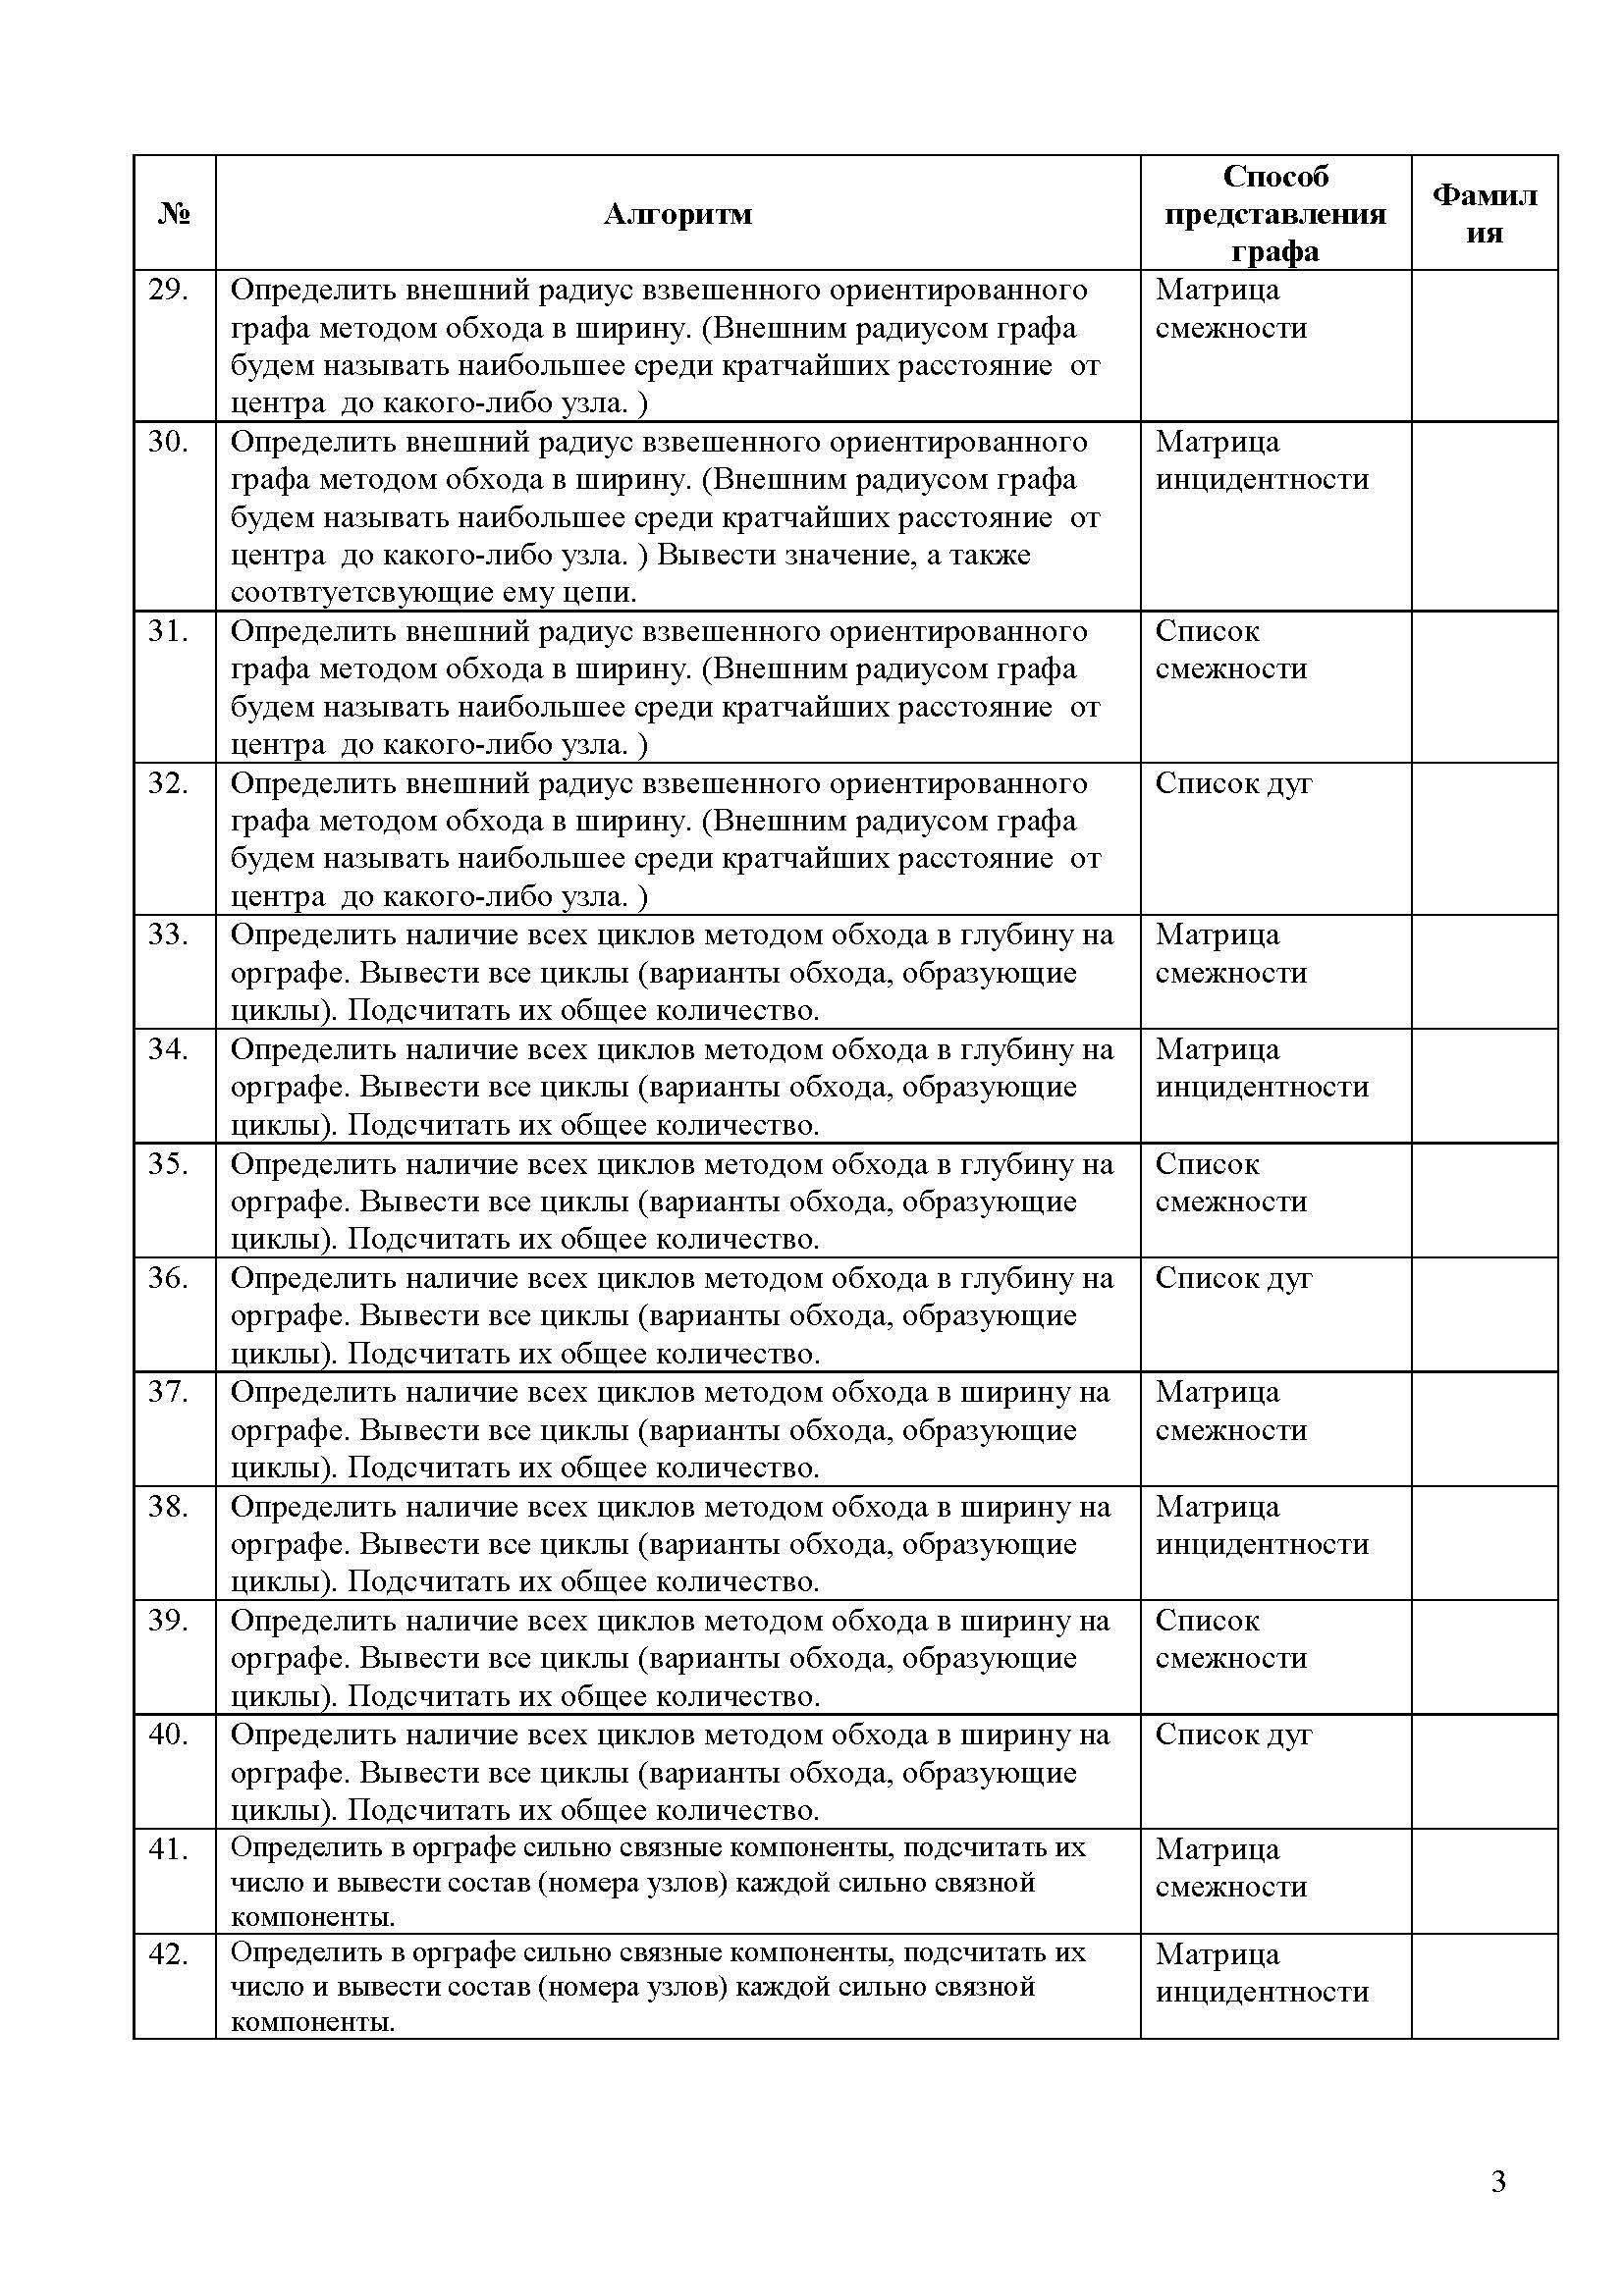 №
Алгоритм
Способ
представления
графа
Фамил
ия
29.
Определить внешний радиус взвешенного ориентированного
графа методом обхода в ширину. (Внешним радиусом графа
будем называть наибольшее среди кратчайших расстояние  от
центра  до какого-либо узла. )
Матрица
смежности
30.
Определить внешний радиус взвешенного ориентированного
графа методом обхода в ширину. (Внешним радиусом графа
будем называть наибольшее среди кратчайших расстояние  от
центра  до какого-либо узла. ) Вывести значение, а также
соотвтуетсвующие ему цепи.
Матрица
инцидентности
31.
Определить внешний радиус взвешенного ориентированного
графа методом обхода в ширину. (Внешним радиусом графа
будем называть наибольшее среди кратчайших расстояние  от
центра  до какого-либо узла. )
Список
смежности
32.
Определить внешний радиус взвешенного ориентированного
графа методом обхода в ширину. (Внешним радиусом графа
будем называть наибольшее среди кратчайших расстояние  от
центра  до какого-либо узла. )
Список дуг
33.
Определить наличие всех циклов методом обхода в глубину на
орграфе. Вывести все циклы (варианты обхода, образующие
циклы). Подсчитать их общее количество.
Матрица
смежности
34.
Определить наличие всех циклов методом обхода в глубину на
орграфе. Вывести все циклы (варианты обхода, образующие
циклы). Подсчитать их общее количество.
Матрица
инцидентности
35.
Определить наличие всех циклов методом обхода в глубину на
орграфе. Вывести все циклы (варианты обхода, образующие
циклы). Подсчитать их общее количество.
Список
смежности
36.
Определить наличие всех циклов методом обхода в глубину на
орграфе. Вывести все циклы (варианты обхода, образующие
циклы). Подсчитать их общее количество.
Список дуг
37.
Определить наличие всех циклов методом обхода в ширину на
орграфе. Вывести все циклы (варианты обхода, образующие
циклы). Подсчитать их общее количество.
Матрица
смежности
38.
Определить наличие всех циклов методом обхода в ширину на
орграфе. Вывести все циклы (варианты обхода, образующие
циклы). Подсчитать их общее количество.
Матрица
инцидентности
39.
Определить наличие всех циклов методом обхода в ширину на
орграфе. Вывести все циклы (варианты обхода, образующие
циклы). Подсчитать их общее количество.
Список
смежности
40.
Определить наличие всех циклов методом обхода в ширину на
орграфе. Вывести все циклы (варианты обхода, образующие
циклы). Подсчитать их общее количество.
Список дуг
41.
Определить в орграфе сильно связные компоненты, подсчитать их
число и вывести состав (номера узлов) каждой сильно связной
компоненты.
Матрица
смежности
42.
Определить в орграфе сильно связные компоненты, подсчитать их
число и вывести состав (номера узлов) каждой сильно связной
компоненты.
Матрица
инцидентности
3